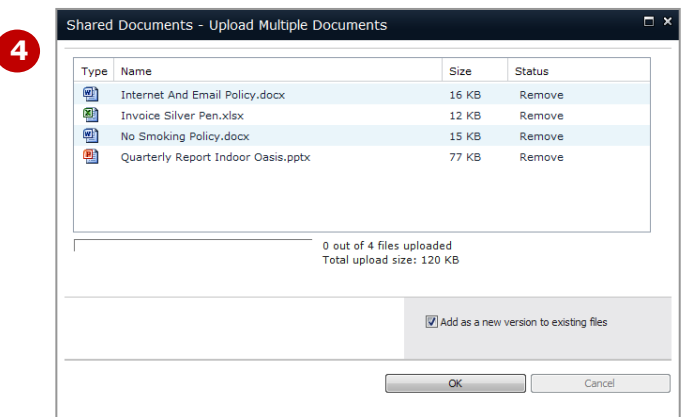 4
Shared Documents - Upload Multiple Documents
Type Name Size Status
Internet And Email Policy.docx 16 KB Remove
Invoice Silver Pen.xlsx 12 KB Remove
No Smoking Policy.docx 15 KB Remove
Quarterly Report Indoor Oasis.pptx 77 KB Remove
0 out of 4 files uploaded
Total upload size: 120 KB
Add as a new version to existing files
OK Cancel